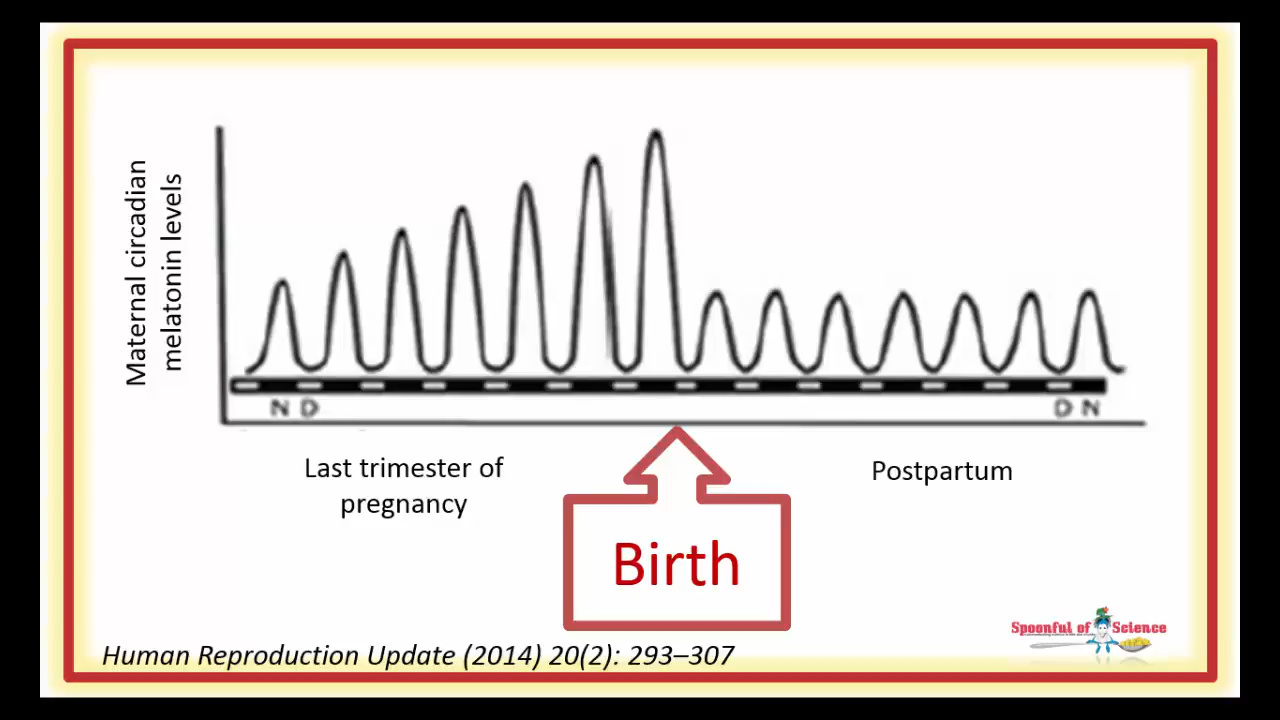 Maternal circadian
melatonin levels
N D
D N
Last trimester of
pregnancy
Postpartum
Birth
Spoonful of Science
Human Reproduction Update (2014) 20(2): 293–307